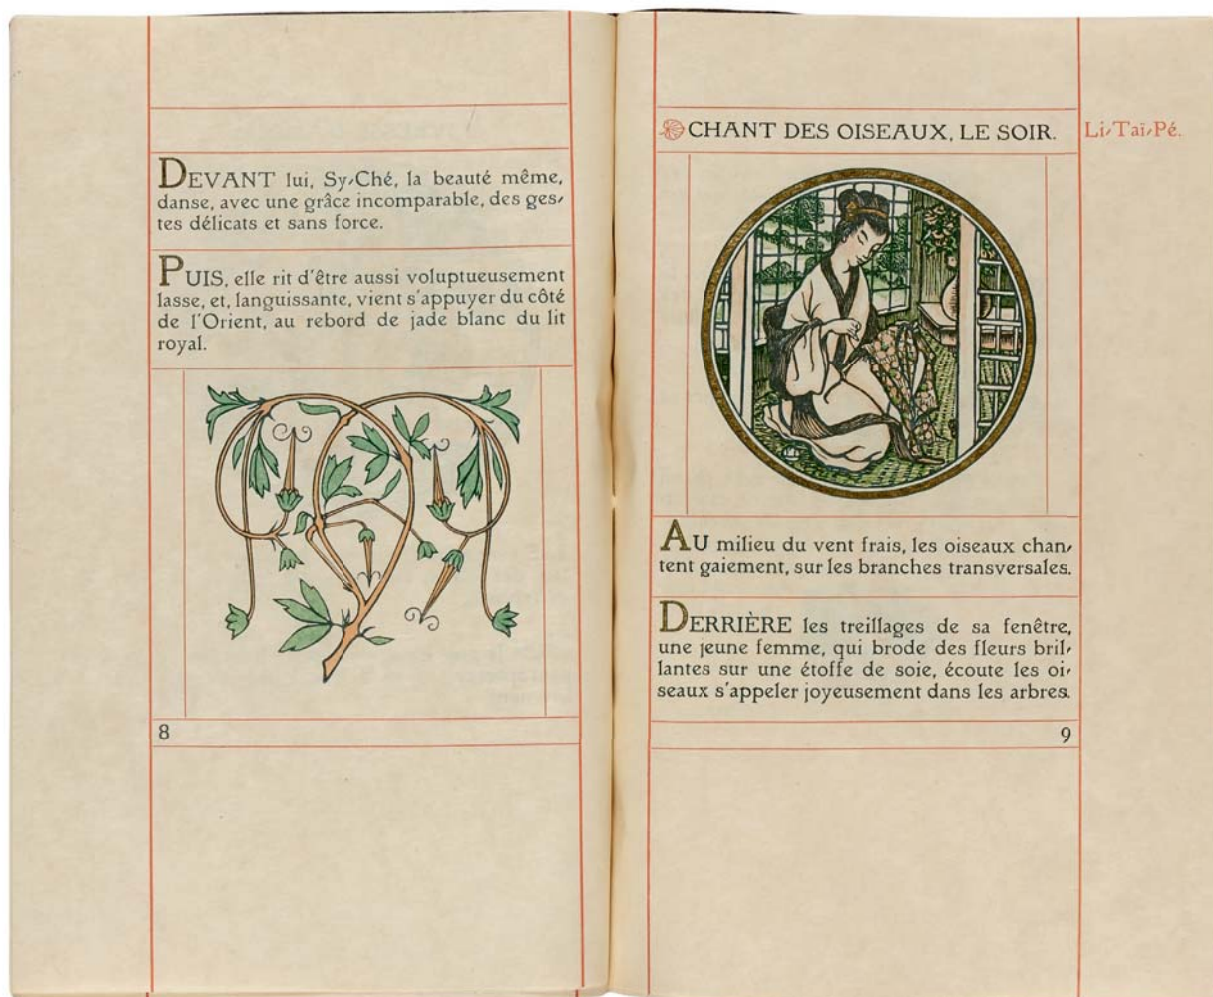 DEVANT lui, Sy-Ché, la beauté même,
danse, avec une grâce incomparable, des ges-
tes délicats et sans force.
PUIS, elle rit d'être aussi voluptueusement
lasse, et, languissante, vient s'appuyer du côté
de l'Orient, au rebord de jade blanc du lit
royal.
8
CHANT DES OISEAUX, LE SOIR.
Li-Taï-Pé.
AU milieu du vent frais, les oiseaux chan-
tent gaiement, sur les branches transversales.
DERRIÈRE les treillages de sa fenêtre,
une jeune femme, qui brode des fleurs bril-
lantes sur une étoffe de soie, écoute les oi-
seaux s'appeler joyeusement dans les arbres.
9